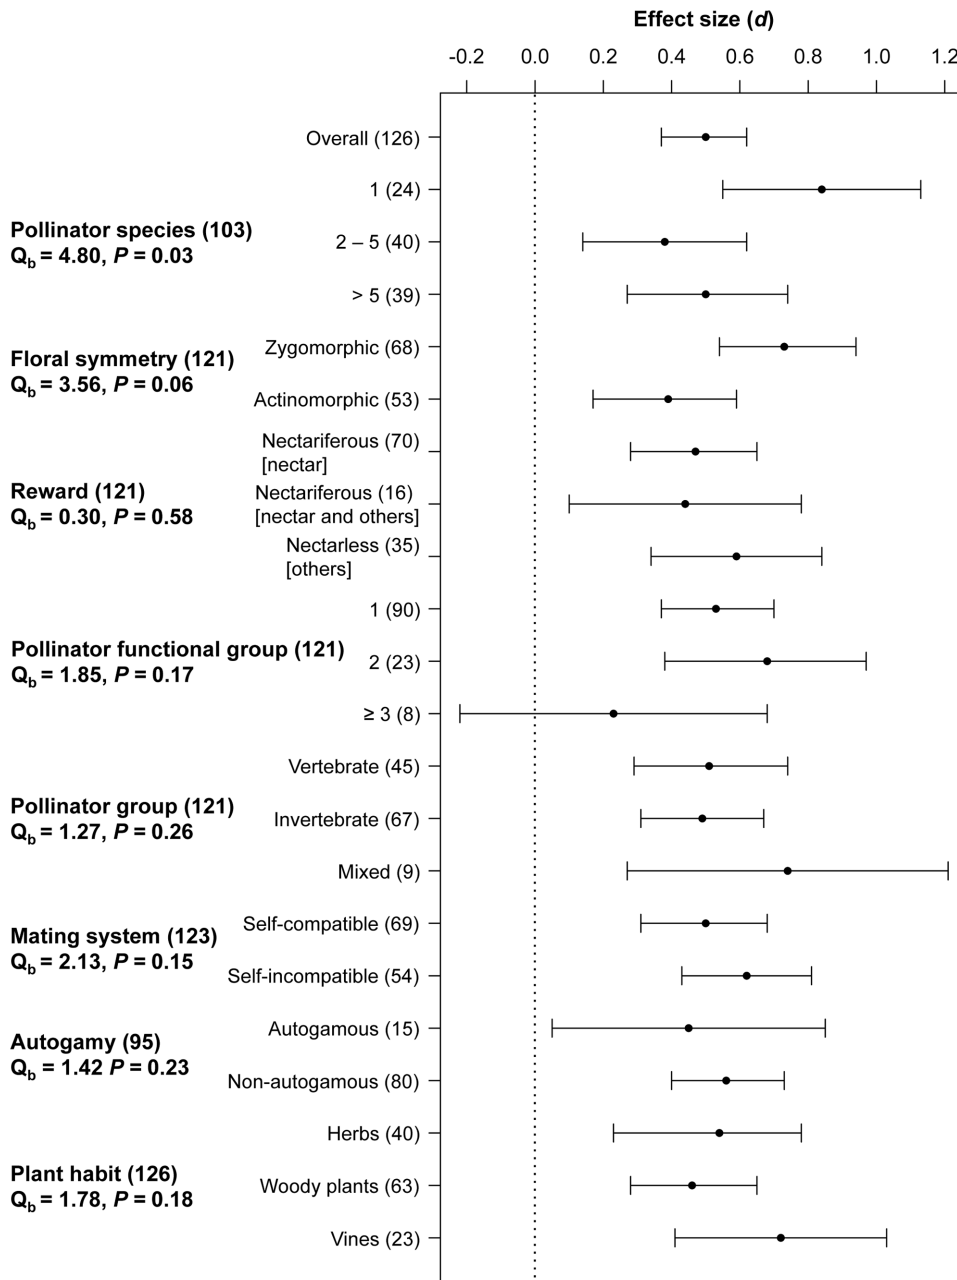 Effect size (d)
-0.2 0.0 0.2 0.4 0.6 0.8 1.0 1.2
Overall (126)
1 (24)
Pollinator species (103)
Qb = 4.80, P = 0.03
2 – 5 (40)
> 5 (39)
Zygomorphic (68)
Floral symmetry (121)
Qb = 3.56, P = 0.06
Actinomorphic (53)
Nectariferous (70)
[nectar]
Reward (121)
Qb = 0.30, P = 0.58
Nectariferous (16)
[nectar and others]
Nectarless (35)
[others]
1 (90)
Pollinator functional group (121)
Qb = 1.85, P = 0.17
2 (23)
≥ 3 (8)
Vertebrate (45)
Pollinator group (121)
Qb = 1.27, P = 0.26
Invertebrate (67)
Mixed (9)
Self-compatible (69)
Mating system (123)
Qb = 2.13, P = 0.15
Self-incompatible (54)
Autogamous (15)
Autogamy (95)
Qb = 1.42 P = 0.23
Non-autogamous (80)
Herbs (40)
Plant habit (126)
Qb = 1.78, P = 0.18
Woody plants (63)
Vines (23)